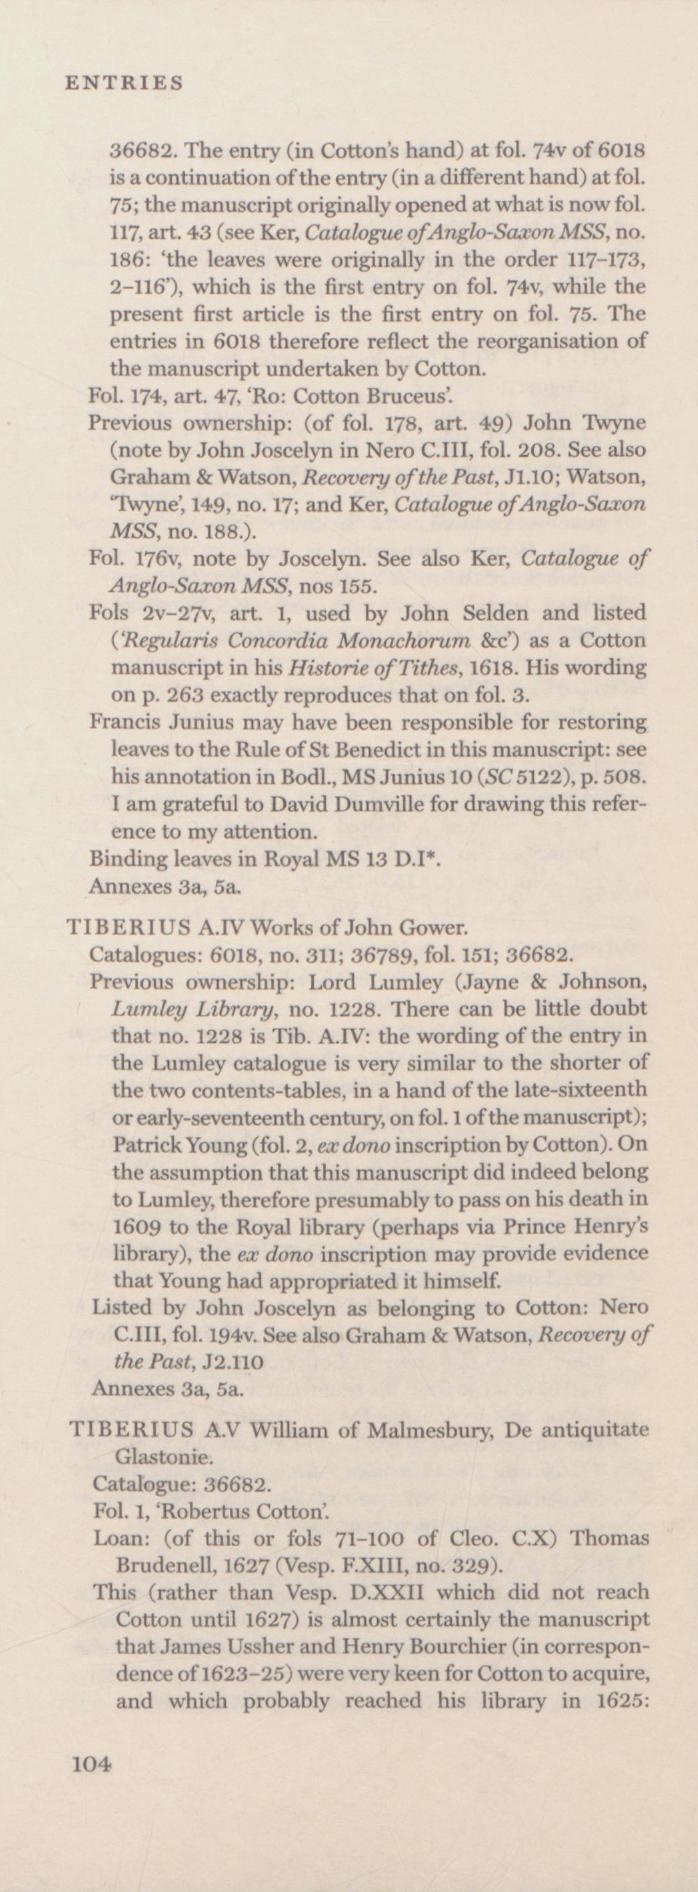 ENTRIES
36682. The entry (in Cotton's hand) at fol. 74v of 6018
is a continuation of the entry (in a different hand) at fol.
75; the manuscript originally opened at what is now fol.
117, art. 43 (see Ker, Catalogue of Anglo-Saxon MSS, no.
186: 'the leaves were originally in the order 117–173,
2–116'), which is the first entry on fol. 74v, while the
present first article is the first entry on fol. 75. The
entries in 6018 therefore reflect the reorganisation of
the manuscript undertaken by Cotton.
Fol. 174, art. 47, 'Ro: Cotton Bruceus'.
Previous ownership: (of fol. 178, art. 49) John Twyne
(note by John Joscelyn in Nero C.III, fol. 208. See also
Graham & Watson, Recovery of the Past, J1.10; Watson,
'Twyne', 149, no. 17; and Ker, Catalogue of Anglo-Saxon
MSS, no. 188.).
Fol. 176v, note by Joscelyn. See also Ker, Catalogue of
Anglo-Saxon MSS, nos 155.
Fols 2v–27v, art. 1, used by John Selden and listed
('Regularis Concordia Monachorum &c') as a Cotton
manuscript in his Historie of Tithes, 1618. His wording
on p. 263 exactly reproduces that on fol. 3.
Francis Junius may have been responsible for restoring
leaves to the Rule of St Benedict in this manuscript: see
his annotation in Bodl., MS Junius 10 (SC 5122), p. 508.
I am grateful to David Dumville for drawing this refer-
ence to my attention.
Binding leaves in Royal MS 13 D.I*.
Annexes 3a, 5a.
TIBERIUS A.IV Works of John Gower.
Catalogues: 6018, no. 311; 36789, fol. 151; 36682.
Previous ownership: Lord Lumley (Jayne & Johnson,
Lumley Library, no. 1228. There can be little doubt
that no. 1228 is Tib. A.IV: the wording of the entry in
the Lumley catalogue is very similar to the shorter of
the two contents-tables, in a hand of the late-sixteenth
or early-seventeenth century, on fol. 1 of the manuscript);
Patrick Young (fol. 2, ex dono inscription by Cotton). On
the assumption that this manuscript did indeed belong
to Lumley, therefore presumably to pass on his death in
1609 to the Royal library (perhaps via Prince Henry's
library), the ex dono inscription may provide evidence
that Young had appropriated it himself.
Listed by John Joscelyn as belonging to Cotton: Nero
C.III, fol. 194v. See also Graham & Watson, Recovery of
the Past, J2.110
Annexes 3a, 5a.
TIBERIUS A.V William of Malmesbury, De antiquitate
Glastonie.
Catalogue: 36682.
Fol. 1, 'Robertus Cotton'.
Loan: (of this or fols 71–100 of Cleo. C.X) Thomas
Brudenell, 1627 (Vesp. F.XIII, no. 329).
This (rather than Vesp. D.XXII which did not reach
Cotton until 1627) is almost certainly the manuscript
that James Ussher and Henry Bourchier (in correspon-
dence of 1623–25) were very keen for Cotton to acquire,
and which probably reached his library in 1625:
104